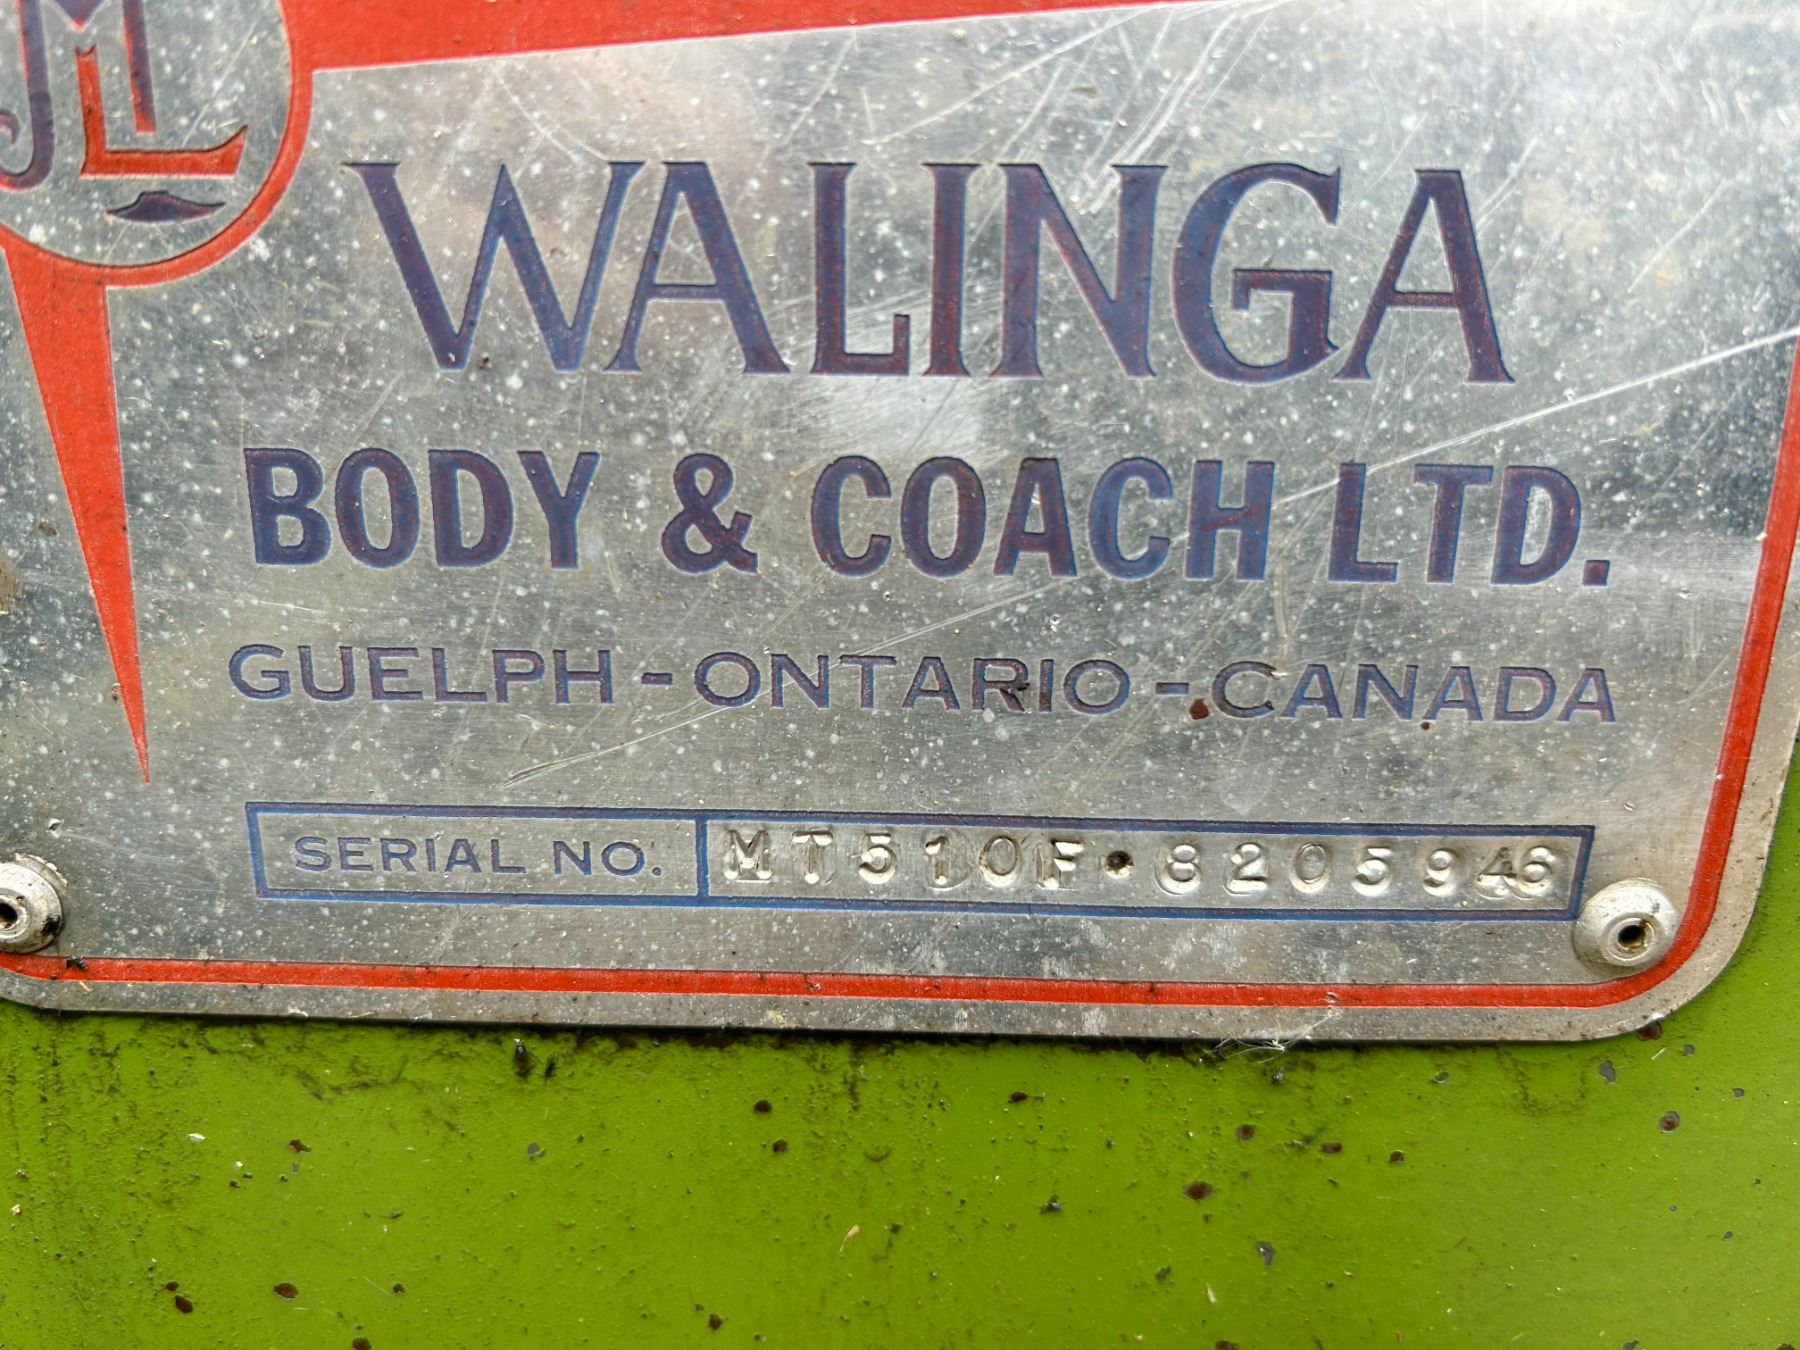 WALINGA
BODY & COACH LTD.
GUELPH - ONTARIO - CANADA
SERIAL NO. MT510F·8205946